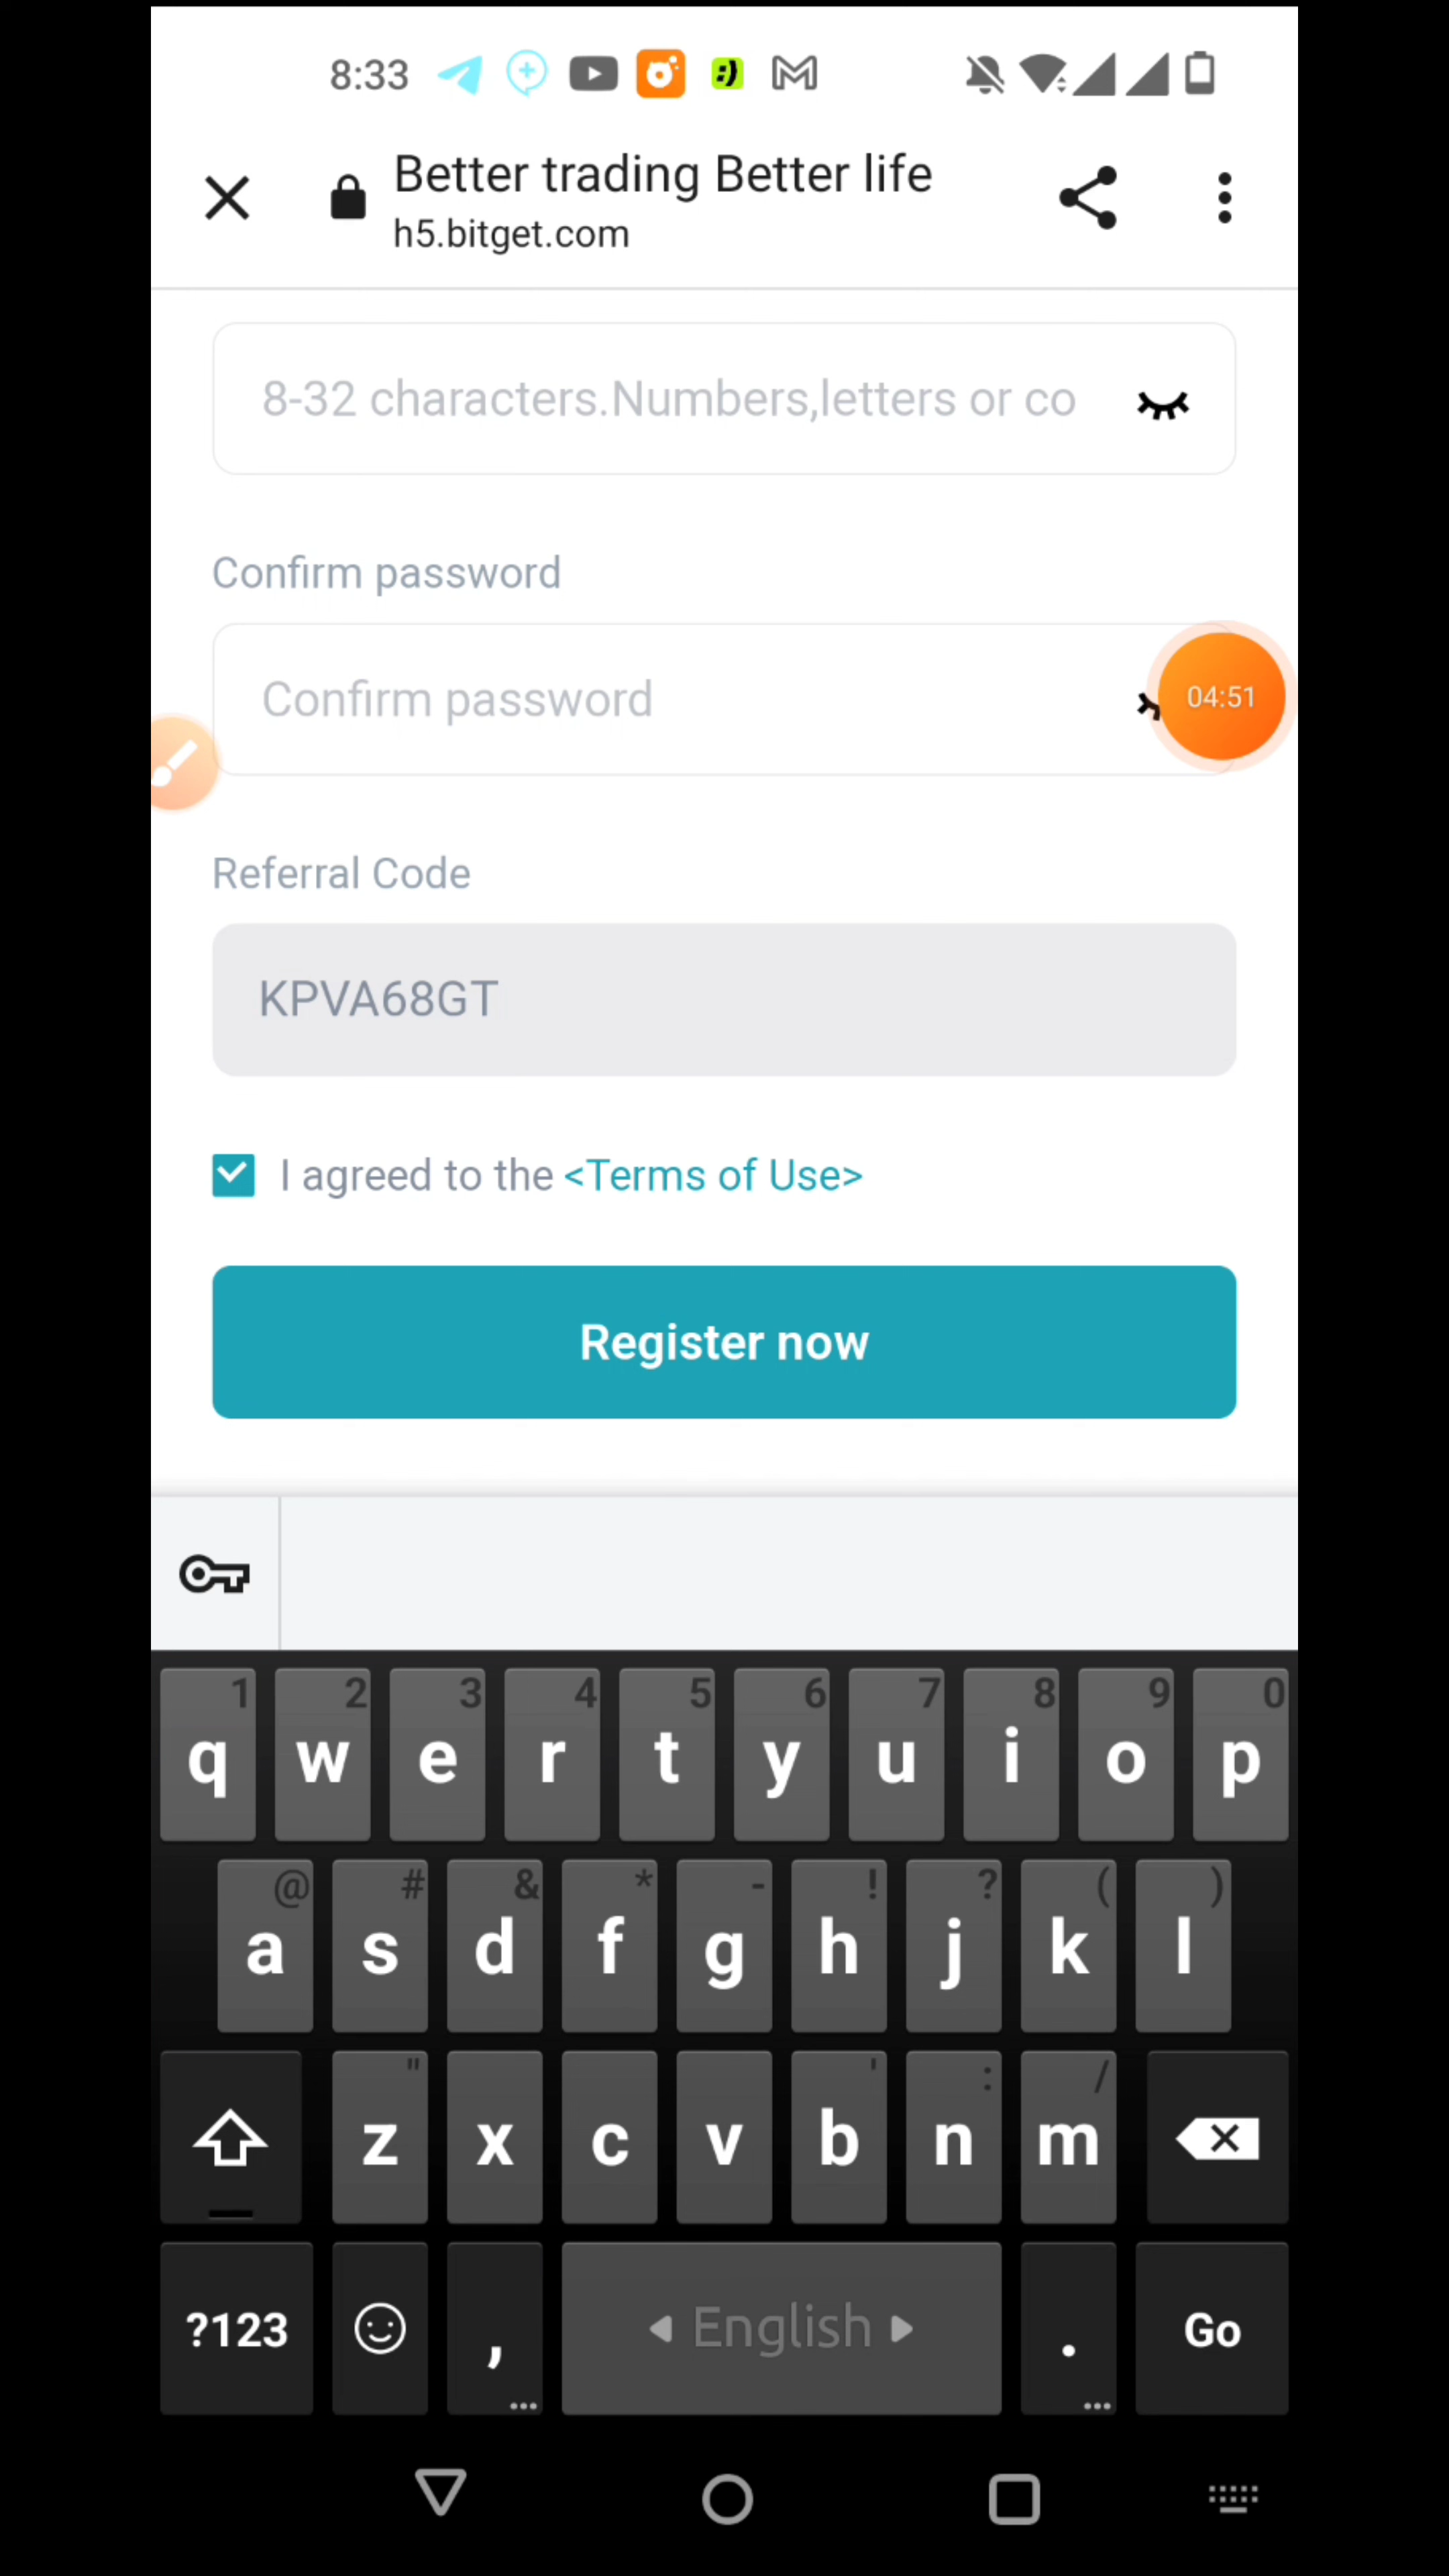 8:33
Better trading Better life
h5.bitget.com
8-32 characters.Numbers,letters or co
Confirm password
Confirm password
04:51
Referral Code
KPVA68GT
I agreed to the <Terms of Use>
Register now
1 2 3 4 5 6 7 8 9 0
q w e r t y u i o p
@ # & * - ! ? ( )
a s d f g h j k l
" ' : /
z x c v b n m
?123 , English . Go